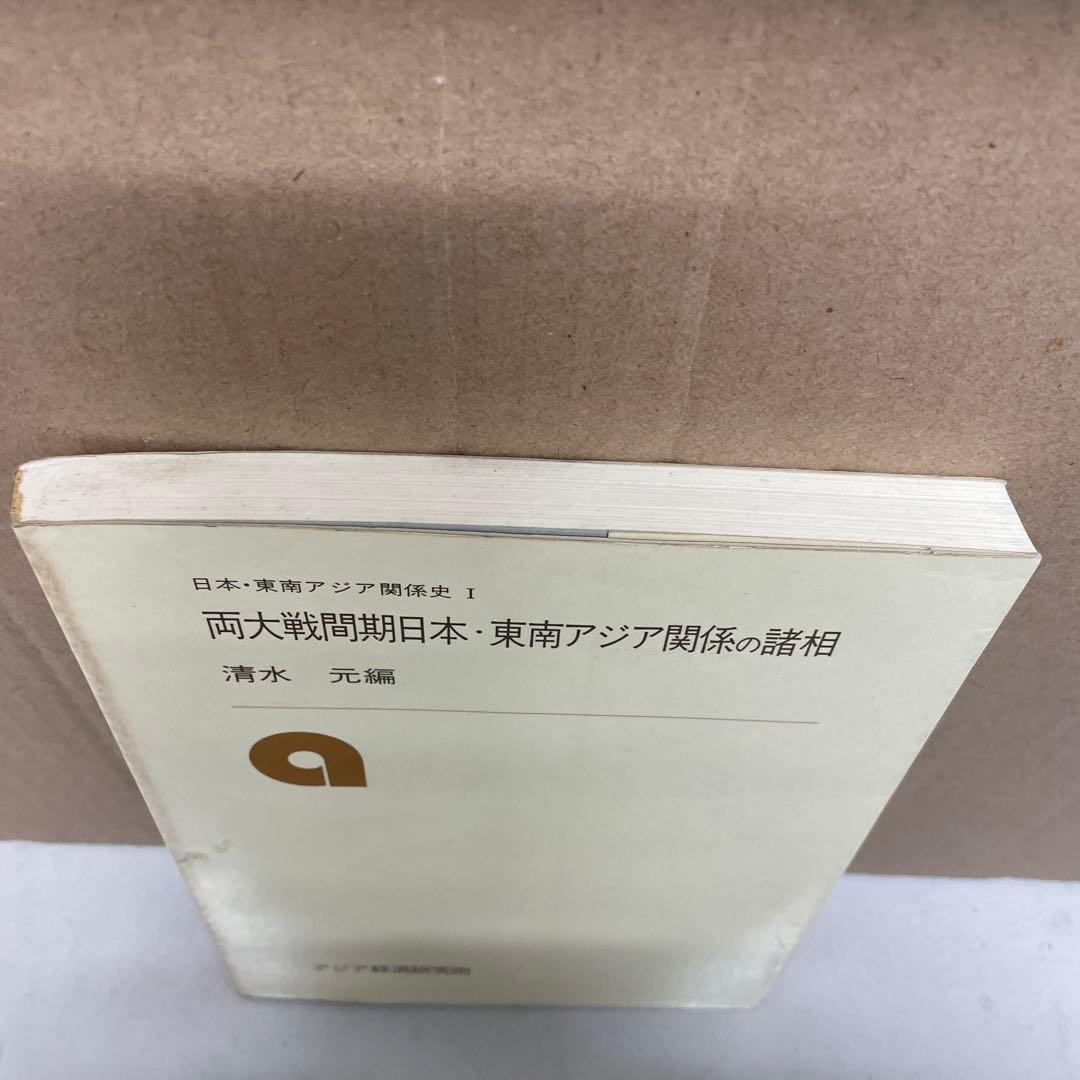 日本・東南アジア関係史 I
両大戦間期日本・東南アジア関係の諸相
清水　元編
アジア経済研究所